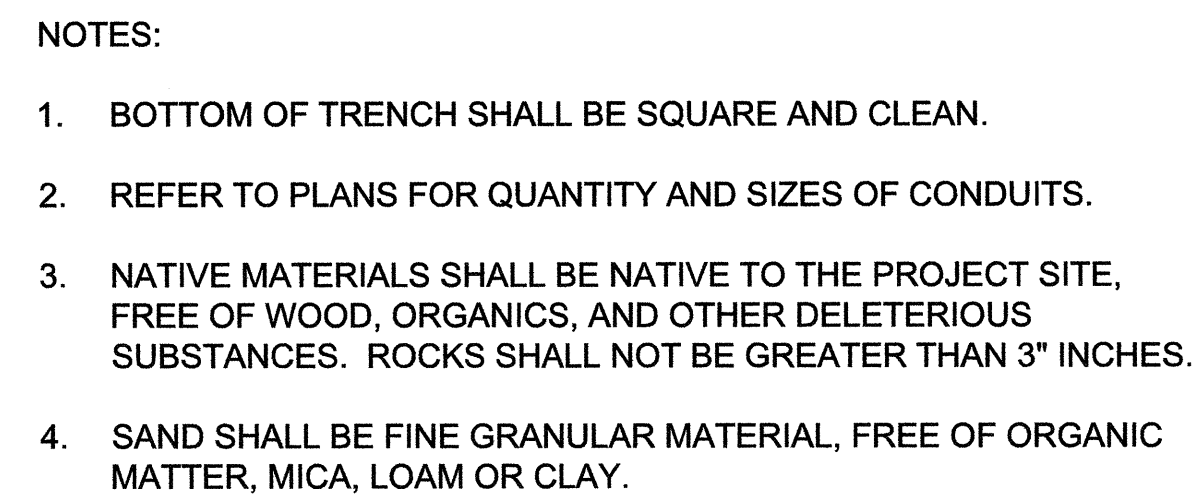 NOTES:
1. BOTTOM OF TRENCH SHALL BE SQUARE AND CLEAN.
2. REFER TO PLANS FOR QUANTITY AND SIZES OF CONDUITS.
3. NATIVE MATERIALS SHALL BE NATIVE TO THE PROJECT SITE,
FREE OF WOOD, ORGANICS, AND OTHER DELETERIOUS
SUBSTANCES. ROCKS SHALL NOT BE GREATER THAN 3" INCHES.
4. SAND SHALL BE FINE GRANULAR MATERIAL, FREE OF ORGANIC
MATTER, MICA, LOAM OR CLAY.